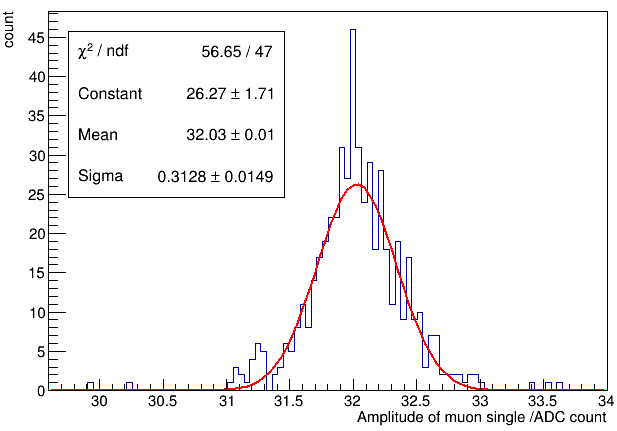 count
χ² / ndf 56.65 / 47
Constant 26.27 ± 1.71
Mean 32.03 ± 0.01
Sigma 0.3128 ± 0.0149
45
40
35
30
25
20
15
10
5
0
30 30.5 31 31.5 32 32.5 33 33.5 34
Amplitude of muon single /ADC count